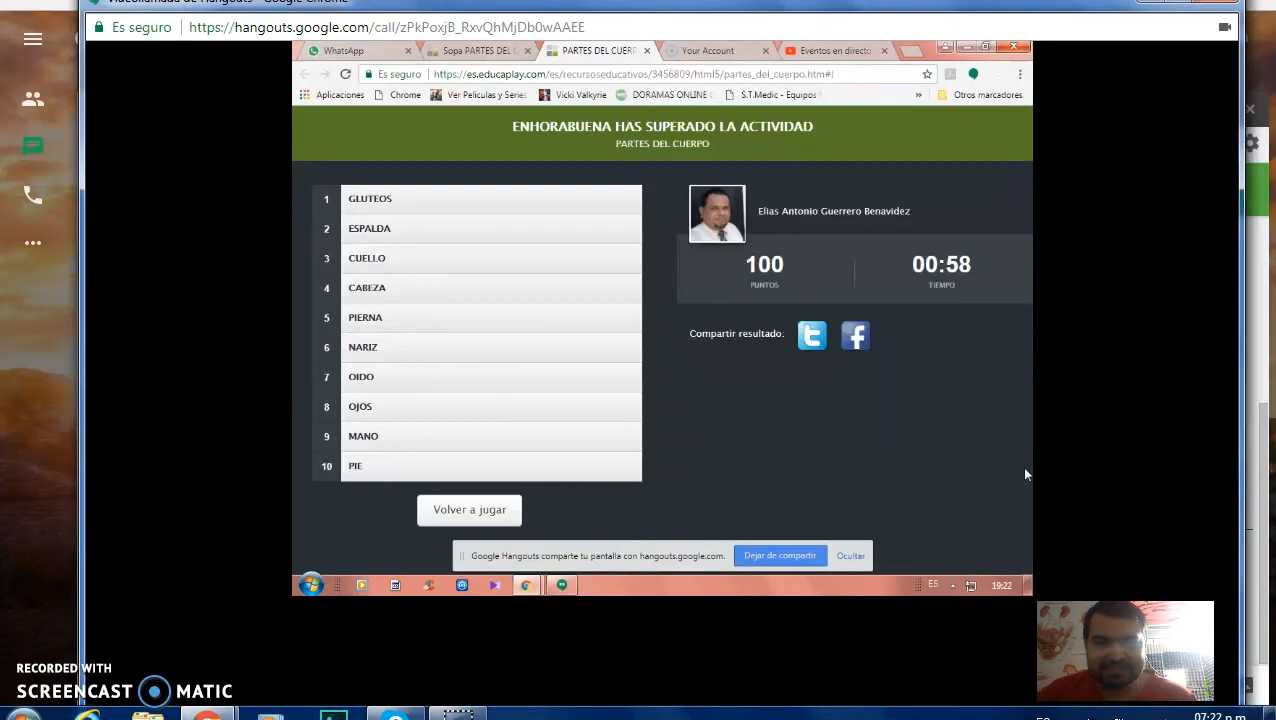 Videollamada de Hangouts - Google Chrome
Es seguro https://hangouts.google.com/call/zPkPoxjB_RxvQhMjDb0wAAEE
WhatsApp Sopa PARTES DEL C PARTES DEL CUERP Your Account Eventos en directo
Es seguro https://es.educaplay.com/es/recursoseducativos/3456809/html5/partes_del_cuerpo.htm#!
Aplicaciones Chrome Ver Peliculas y Series Vicki Valkyrie DORAMAS ONLINE S.T.Medic - Equipos » Otros marcadores
ENHORABUENA HAS SUPERADO LA ACTIVIDAD
PARTES DEL CUERPO
1 GLUTEOS
2 ESPALDA
3 CUELLO
4 CABEZA
5 PIERNA
6 NARIZ
7 OIDO
8 OJOS
9 MANO
10 PIE
Volver a jugar
Elias Antonio Guerrero Benavidez
100 00:58
PUNTOS TIEMPO
Compartir resultado:
Google Hangouts comparte tu pantalla con hangouts.google.com. Dejar de compartir Ocultar
ES 19:22
RECORDED WITH
SCREENCAST MATIC
07:22 p.m.